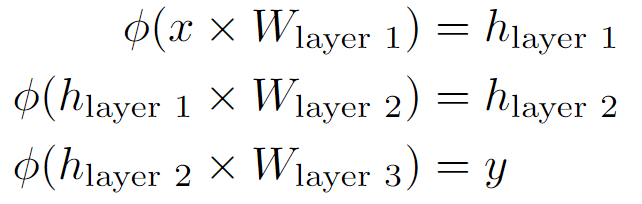 ϕ(x × W_layer 1) = h_layer 1
ϕ(h_layer 1 × W_layer 2) = h_layer 2
ϕ(h_layer 2 × W_layer 3) = y